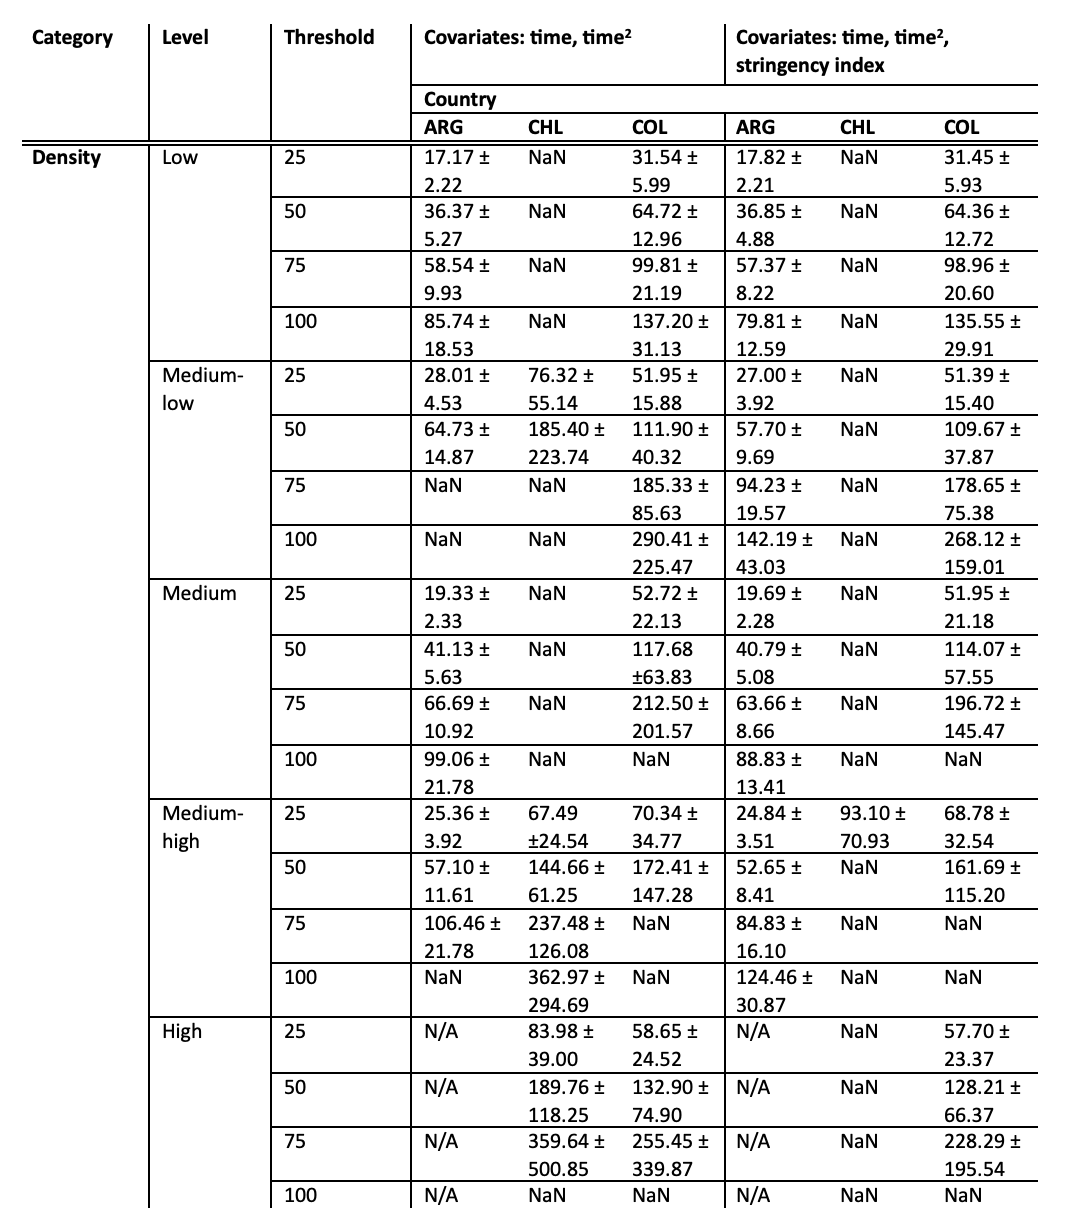 Category Level Threshold Covariates: time, time² Covariates: time, time²,
stringency index
Country
ARG CHL COL ARG CHL COL
Density Low 25 17.17 ± NaN 31.54 ± 17.82 ± NaN 31.45 ±
2.22 5.99 2.21 5.93
50 36.37 ± NaN 64.72 ± 36.85 ± NaN 64.36 ±
5.27 12.96 4.88 12.72
75 58.54 ± NaN 99.81 ± 57.37 ± NaN 98.96 ±
9.93 21.19 8.22 20.60
100 85.74 ± NaN 137.20 ± 79.81 ± NaN 135.55 ±
18.53 31.13 12.59 29.91
Medium- 25 28.01 ± 76.32 ± 51.95 ± 27.00 ± NaN 51.39 ±
low 4.53 55.14 15.88 3.92 15.40
50 64.73 ± 185.40 ± 111.90 ± 57.70 ± NaN 109.67 ±
14.87 223.74 40.32 9.69 37.87
75 NaN NaN 185.33 ± 94.23 ± NaN 178.65 ±
85.63 19.57 75.38
100 NaN NaN 290.41 ± 142.19 ± NaN 268.12 ±
225.47 43.03 159.01
Medium 25 19.33 ± NaN 52.72 ± 19.69 ± NaN 51.95 ±
2.33 22.13 2.28 21.18
50 41.13 ± NaN 117.68 40.79 ± NaN 114.07 ±
5.63 ±63.83 5.08 57.55
75 66.69 ± NaN 212.50 ± 63.66 ± NaN 196.72 ±
10.92 201.57 8.66 145.47
100 99.06 ± NaN NaN 88.83 ± NaN NaN
21.78 13.41
Medium- 25 25.36 ± 67.49 70.34 ± 24.84 ± 93.10 ± 68.78 ±
high 3.92 ±24.54 34.77 3.51 70.93 32.54
50 57.10 ± 144.66 ± 172.41 ± 52.65 ± NaN 161.69 ±
11.61 61.25 147.28 8.41 115.20
75 106.46 ± 237.48 ± NaN 84.83 ± NaN NaN
21.78 126.08 16.10
100 NaN 362.97 ± NaN 124.46 ± NaN NaN
294.69 30.87
High 25 N/A 83.98 ± 58.65 ± N/A NaN 57.70 ±
39.00 24.52 23.37
50 N/A 189.76 ± 132.90 ± N/A NaN 128.21 ±
118.25 74.90 66.37
75 N/A 359.64 ± 255.45 ± N/A NaN 228.29 ±
500.85 339.87 195.54
100 N/A NaN NaN N/A NaN NaN